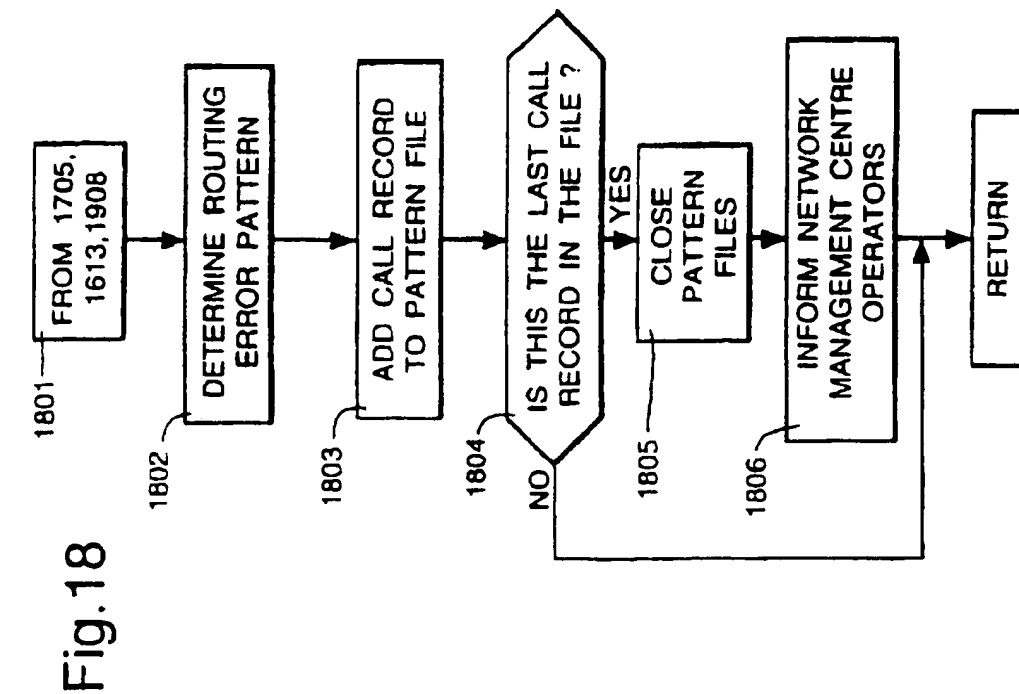 Fig.18
1801
FROM 1705,
1613,1908
1802
DETERMINE ROUTING
ERROR PATTERN
1803
ADD CALL RECORD
TO PATTERN FILE
1804
IS THIS THE LAST CALL
RECORD IN THE FILE ?
NO
YES
1805
CLOSE
PATTERN
FILES
1806
INFORM NETWORK
MANAGEMENT CENTRE
OPERATORS
RETURN